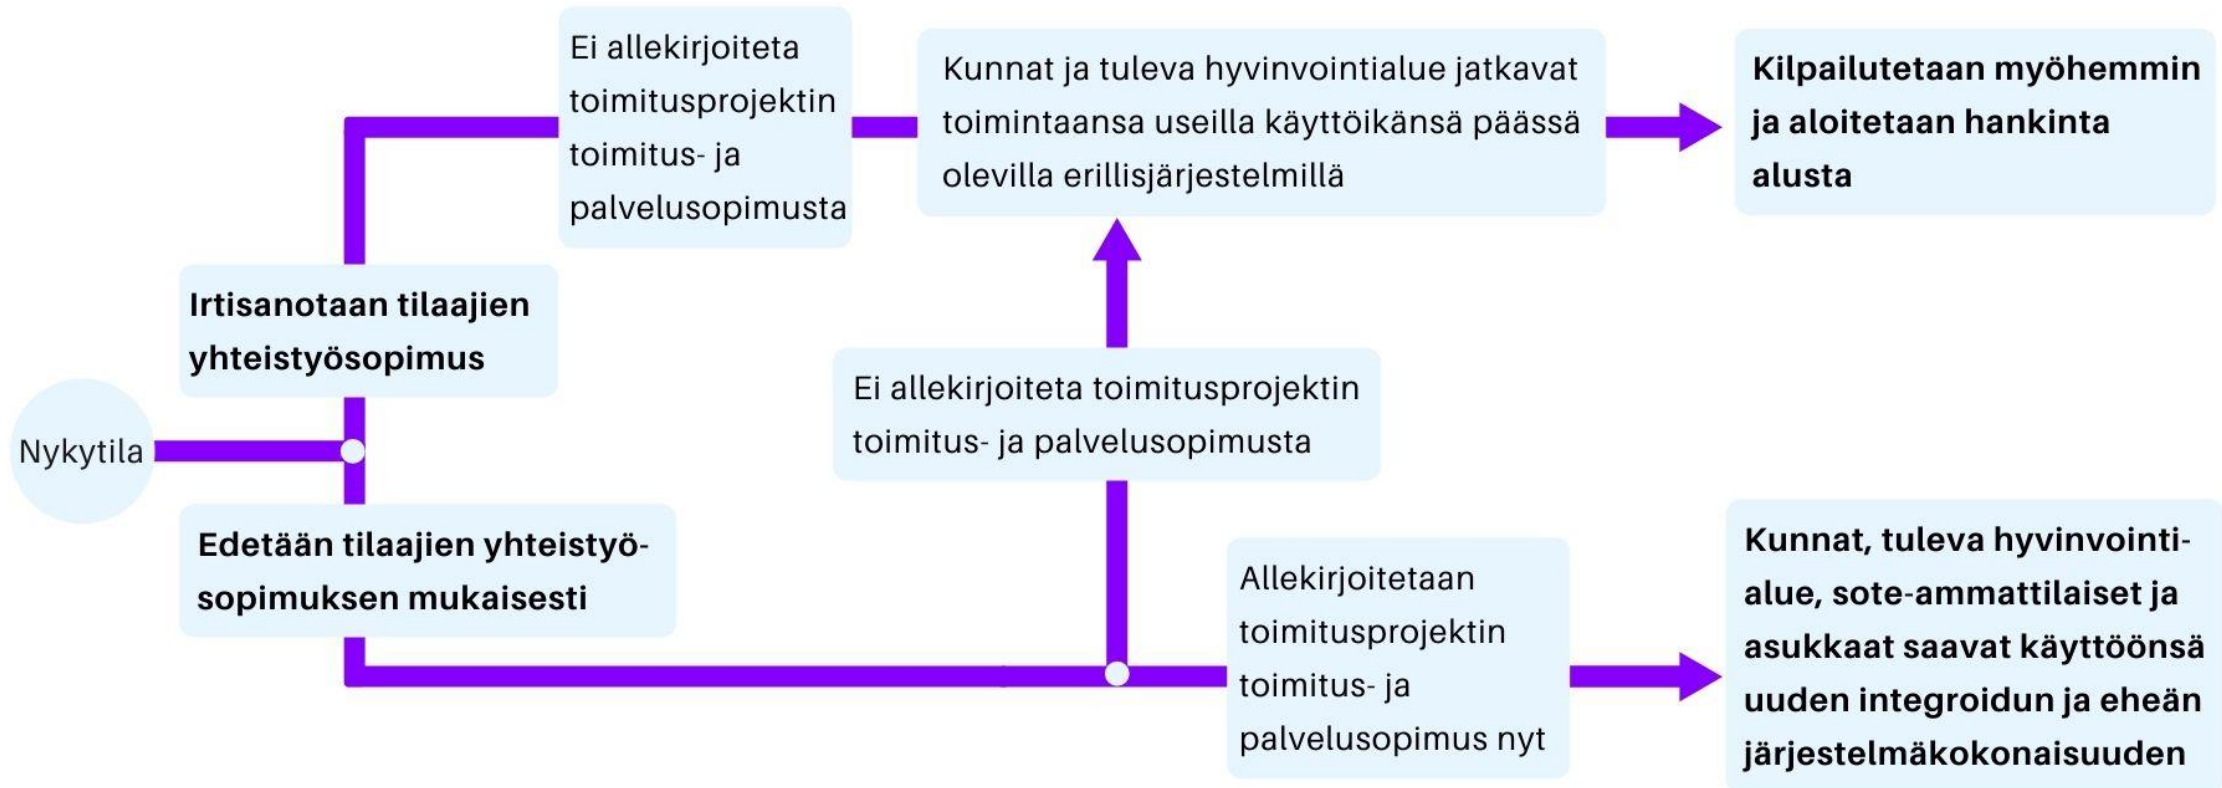 Nykytila
Irtisanotaan tilaajien
yhteistyösopimus
Ei allekirjoiteta
toimitusprojektin
toimitus- ja
palvelusopimusta
Kunnat ja tuleva hyvinvointialue jatkavat
toimintaansa useilla käyttöikänsä päässä
olevilla erillisjärjestelmillä
Kilpailutetaan myöhemmin
ja aloitetaan hankinta
alusta
Edetään tilaajien yhteistyö-
sopimuksen mukaisesti
Ei allekirjoiteta toimitusprojektin
toimitus- ja palvelusopimusta
Allekirjoitetaan
toimitusprojektin
toimitus- ja
palvelusopimus nyt
Kunnat, tuleva hyvinvointi-
alue, sote-ammattilaiset ja
asukkaat saavat käyttöönsä
uuden integroidun ja eheän
järjestelmäkokonaisuuden